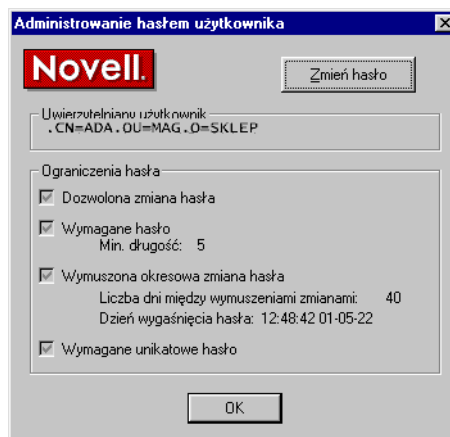 Administrowanie hasłem użytkownika
Novell.
Zmień hasło
Uwierzytelniany użytkownik
.CN=ADA.OU=MAG.O=SKLEP
Ograniczenia hasła
Dozwolona zmiana hasła
Wymagane hasło
Min. długość: 5
Wymuszona okresowa zmiana hasła
Liczba dni między wymuszeniami zmianami: 40
Dzień wygaśnięcia hasła: 12:48:42 01-05-22
Wymagane unikatowe hasło
OK